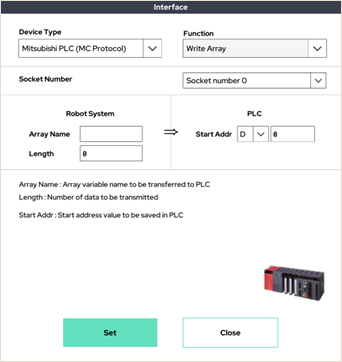 Interface
Device Type
Function
Mitsubishi PLC (MC Protocol)
Write Array
Socket Number
Socket number 0
Robot System
PLC
Array Name
Start Addr D 0
Length 0
Array Name : Array variable name to be transferred to PLC
Length : Number of data to be transmitted
Start Addr : Start address value to be saved in PLC
Set
Close